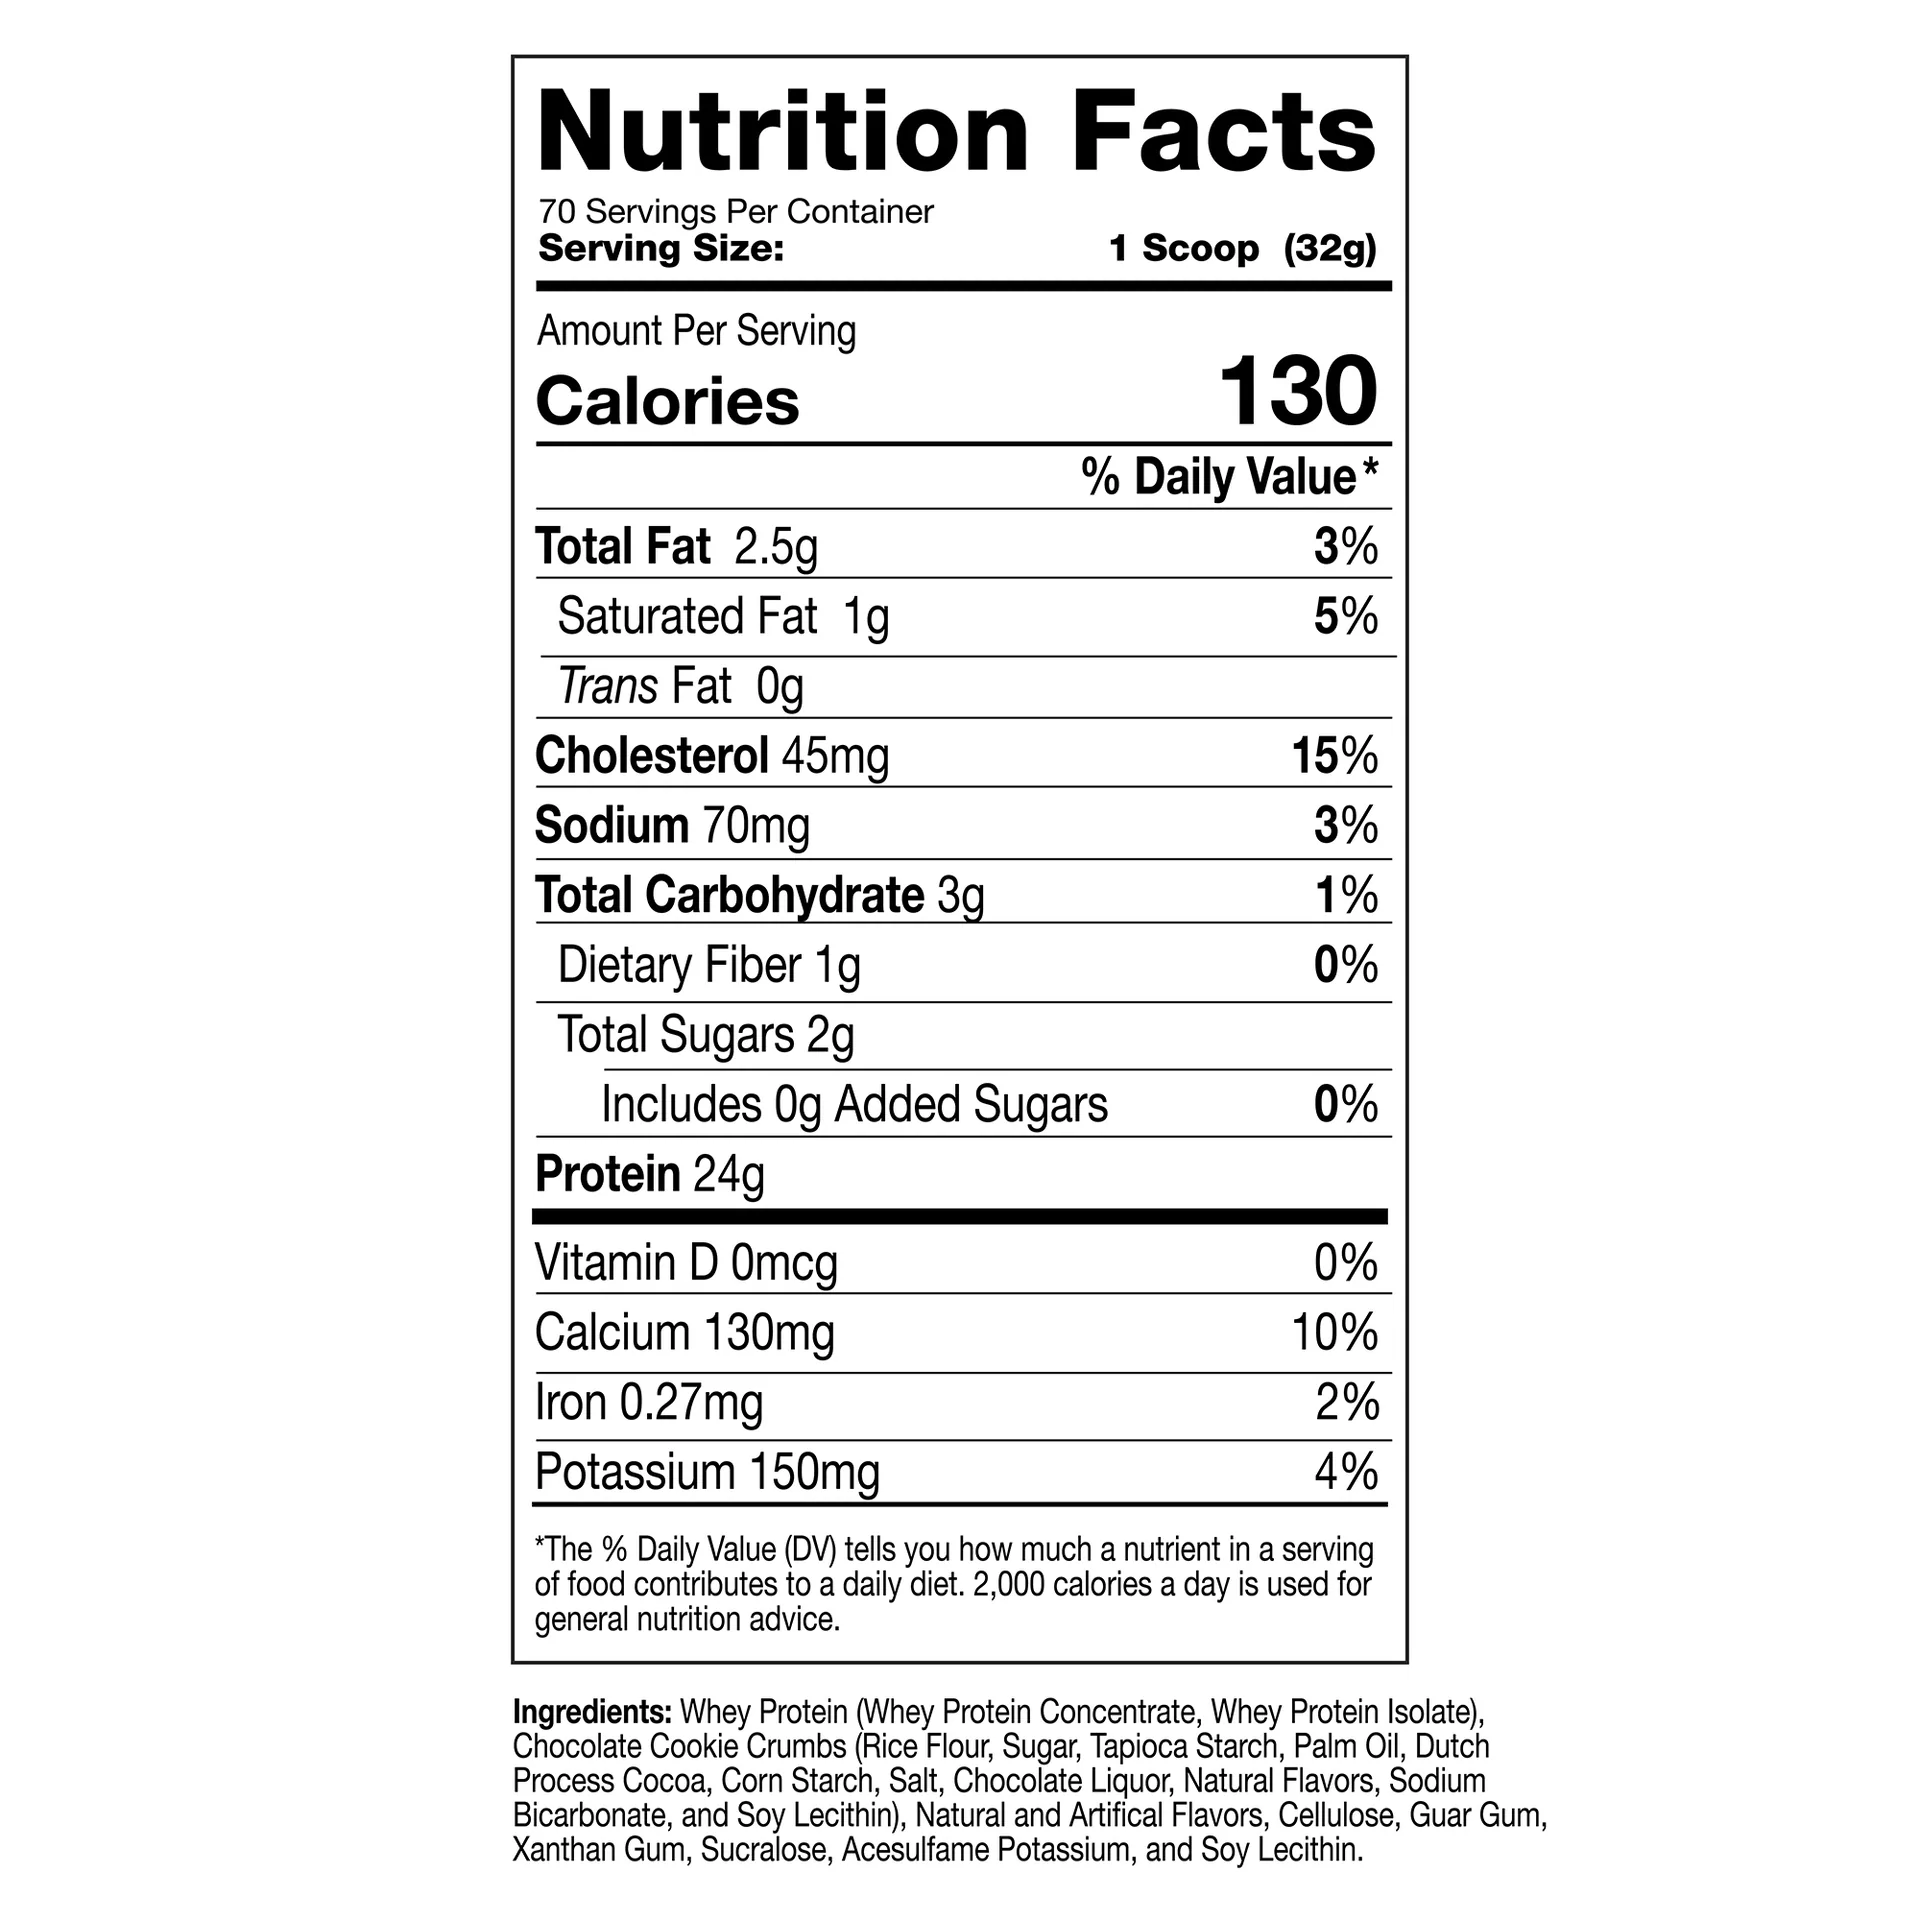 Nutrition Facts
70 Servings Per Container
Serving Size: 1 Scoop (32g)
Amount Per Serving
Calories 130
% Daily Value*
Total Fat 2.5g 3%
Saturated Fat 1g 5%
Trans Fat 0g
Cholesterol 45mg 15%
Sodium 70mg 3%
Total Carbohydrate 3g 1%
Dietary Fiber 1g 0%
Total Sugars 2g
Includes 0g Added Sugars 0%
Protein 24g
Vitamin D 0mcg 0%
Calcium 130mg 10%
Iron 0.27mg 2%
Potassium 150mg 4%
*The % Daily Value (DV) tells you how much a nutrient in a serving
of food contributes to a daily diet. 2,000 calories a day is used for
general nutrition advice.
Ingredients: Whey Protein (Whey Protein Concentrate, Whey Protein Isolate),
Chocolate Cookie Crumbs (Rice Flour, Sugar, Tapioca Starch, Palm Oil, Dutch
Process Cocoa, Corn Starch, Salt, Chocolate Liquor, Natural Flavors, Sodium
Bicarbonate, and Soy Lecithin), Natural and Artifical Flavors, Cellulose, Guar Gum,
Xanthan Gum, Sucralose, Acesulfame Potassium, and Soy Lecithin.